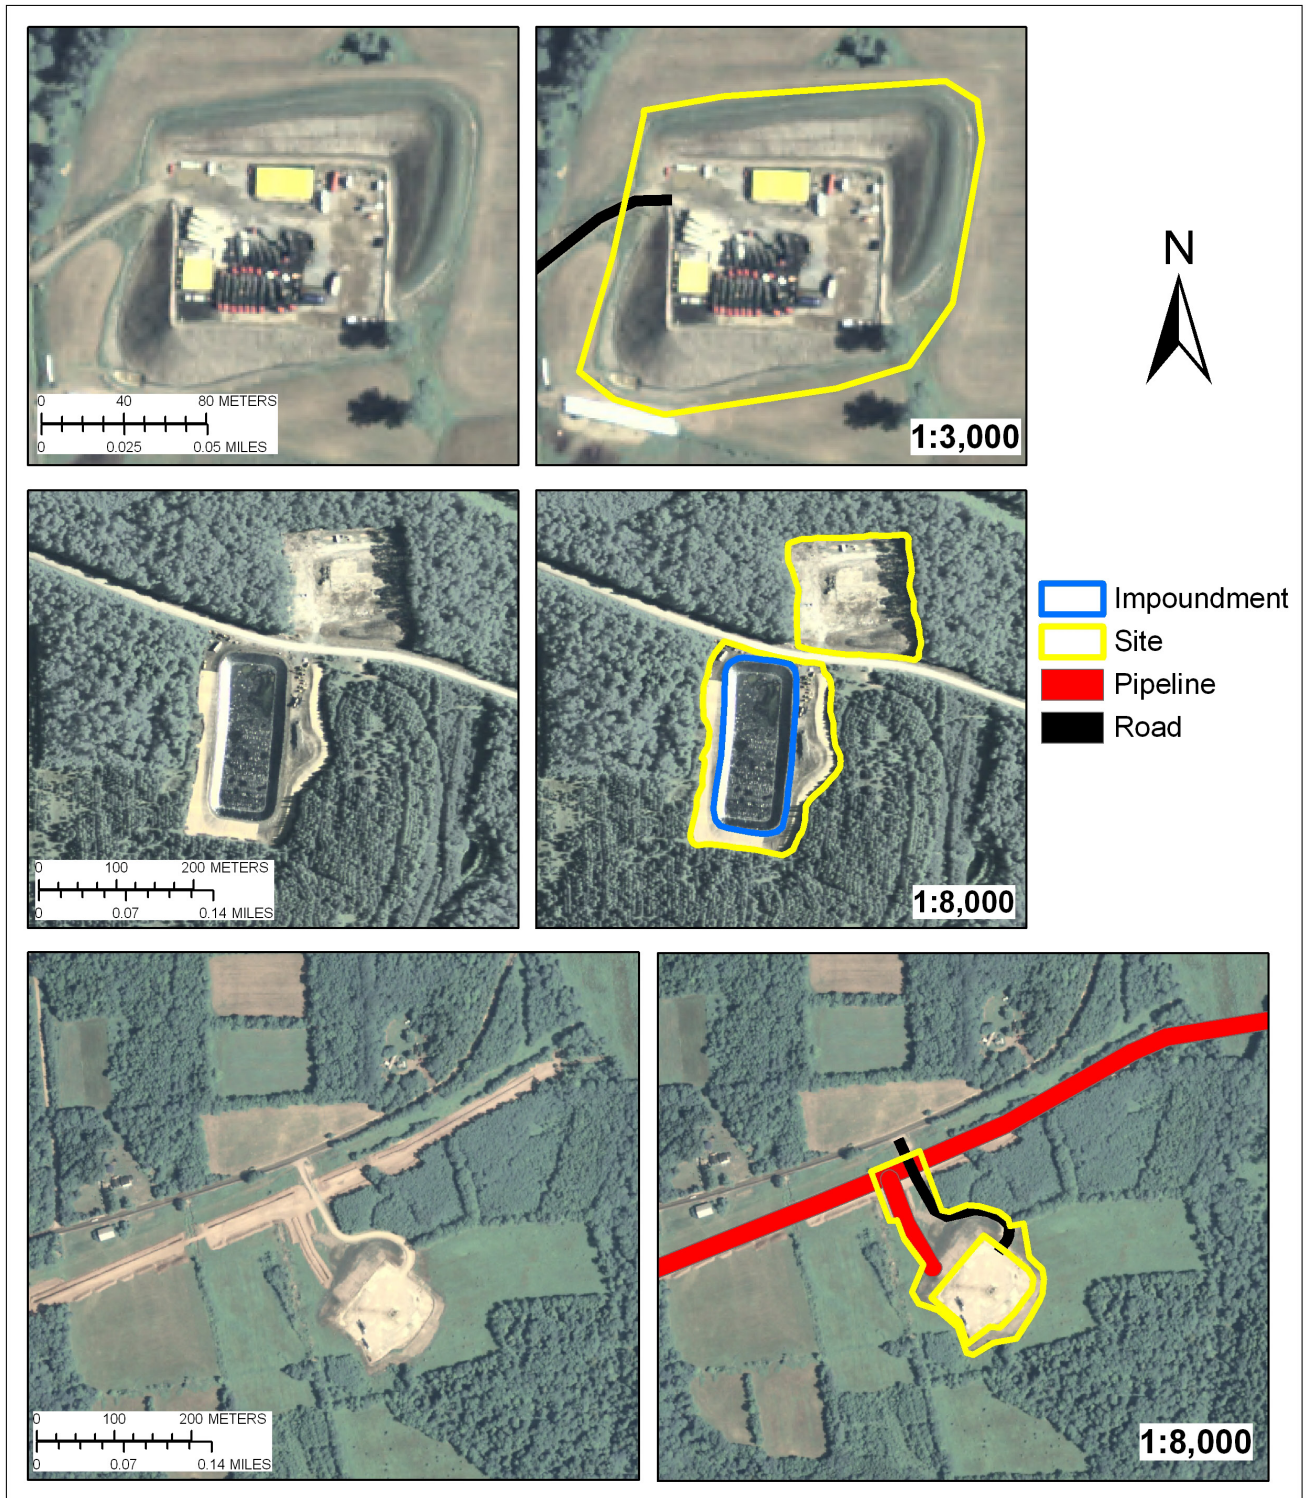 0 40 80 METERS
0 0.025 0.05 MILES
1:3,000
N
0 100 200 METERS
0 0.07 0.14 MILES
1:8,000
Impoundment
Site
Pipeline
Road
0 100 200 METERS
0 0.07 0.14 MILES
1:8,000